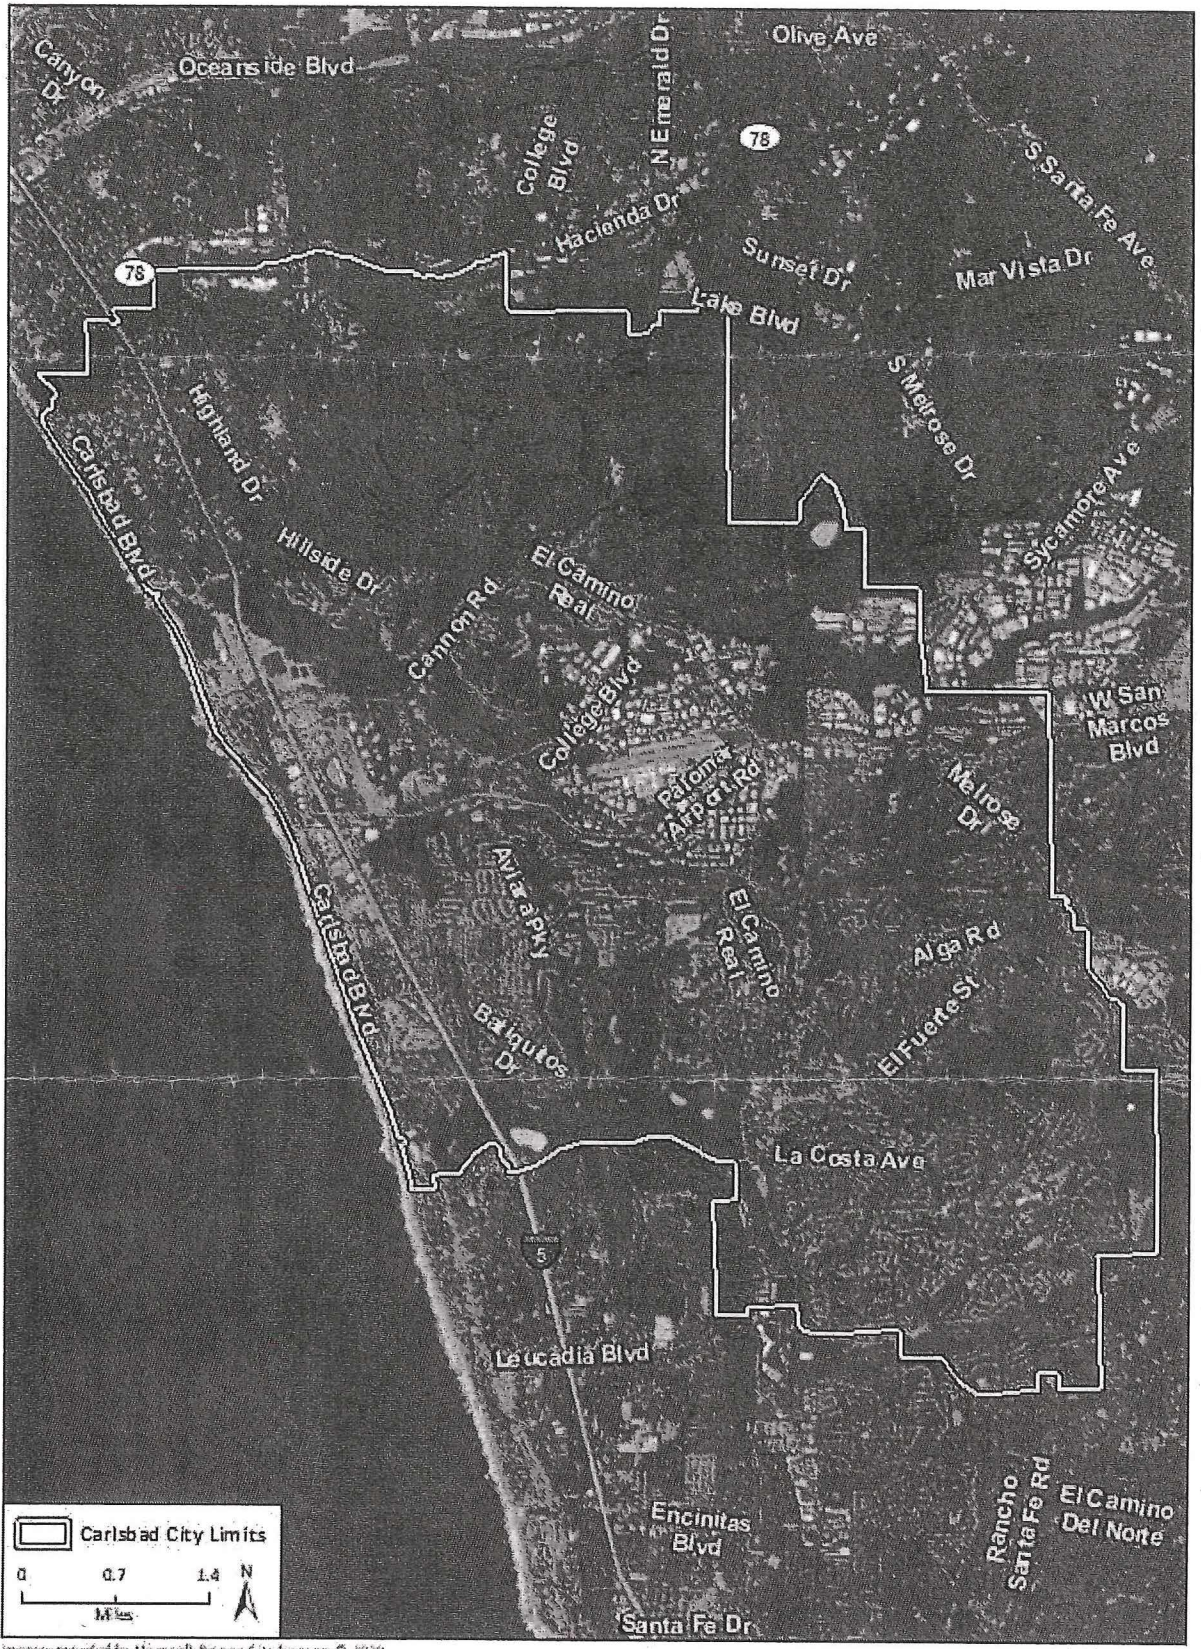 Olive Ave
Oceanside Blvd
Canyon
Dr
N Emerald Dr
College
Blvd
78
S Santa Fe Ave
Hacienda Dr
Sunset Dr
Mar Vista Dr
78
Lake Blvd
Highland Dr
S Melrose Dr
Carlsbad Blvd
Sycamore Ave
Hillside Dr
El Camino
Real
Cannon Rd
College Blvd
W San
Marcos
Blvd
Palomar
Airport Rd
Melrose
Dr
Aviara Pky
Carlsbad Blvd
El Camino
Real
Alga Rd
El Fuerte St
Batiquitos
Dr
La Costa Ave
5
Leucadia Blvd
Rancho
Santa Fe Rd
El Camino
Del Norte
Encinitas
Blvd
Santa Fe Dr
Carlsbad City Limits
0 0.7 1.4
Miles
N